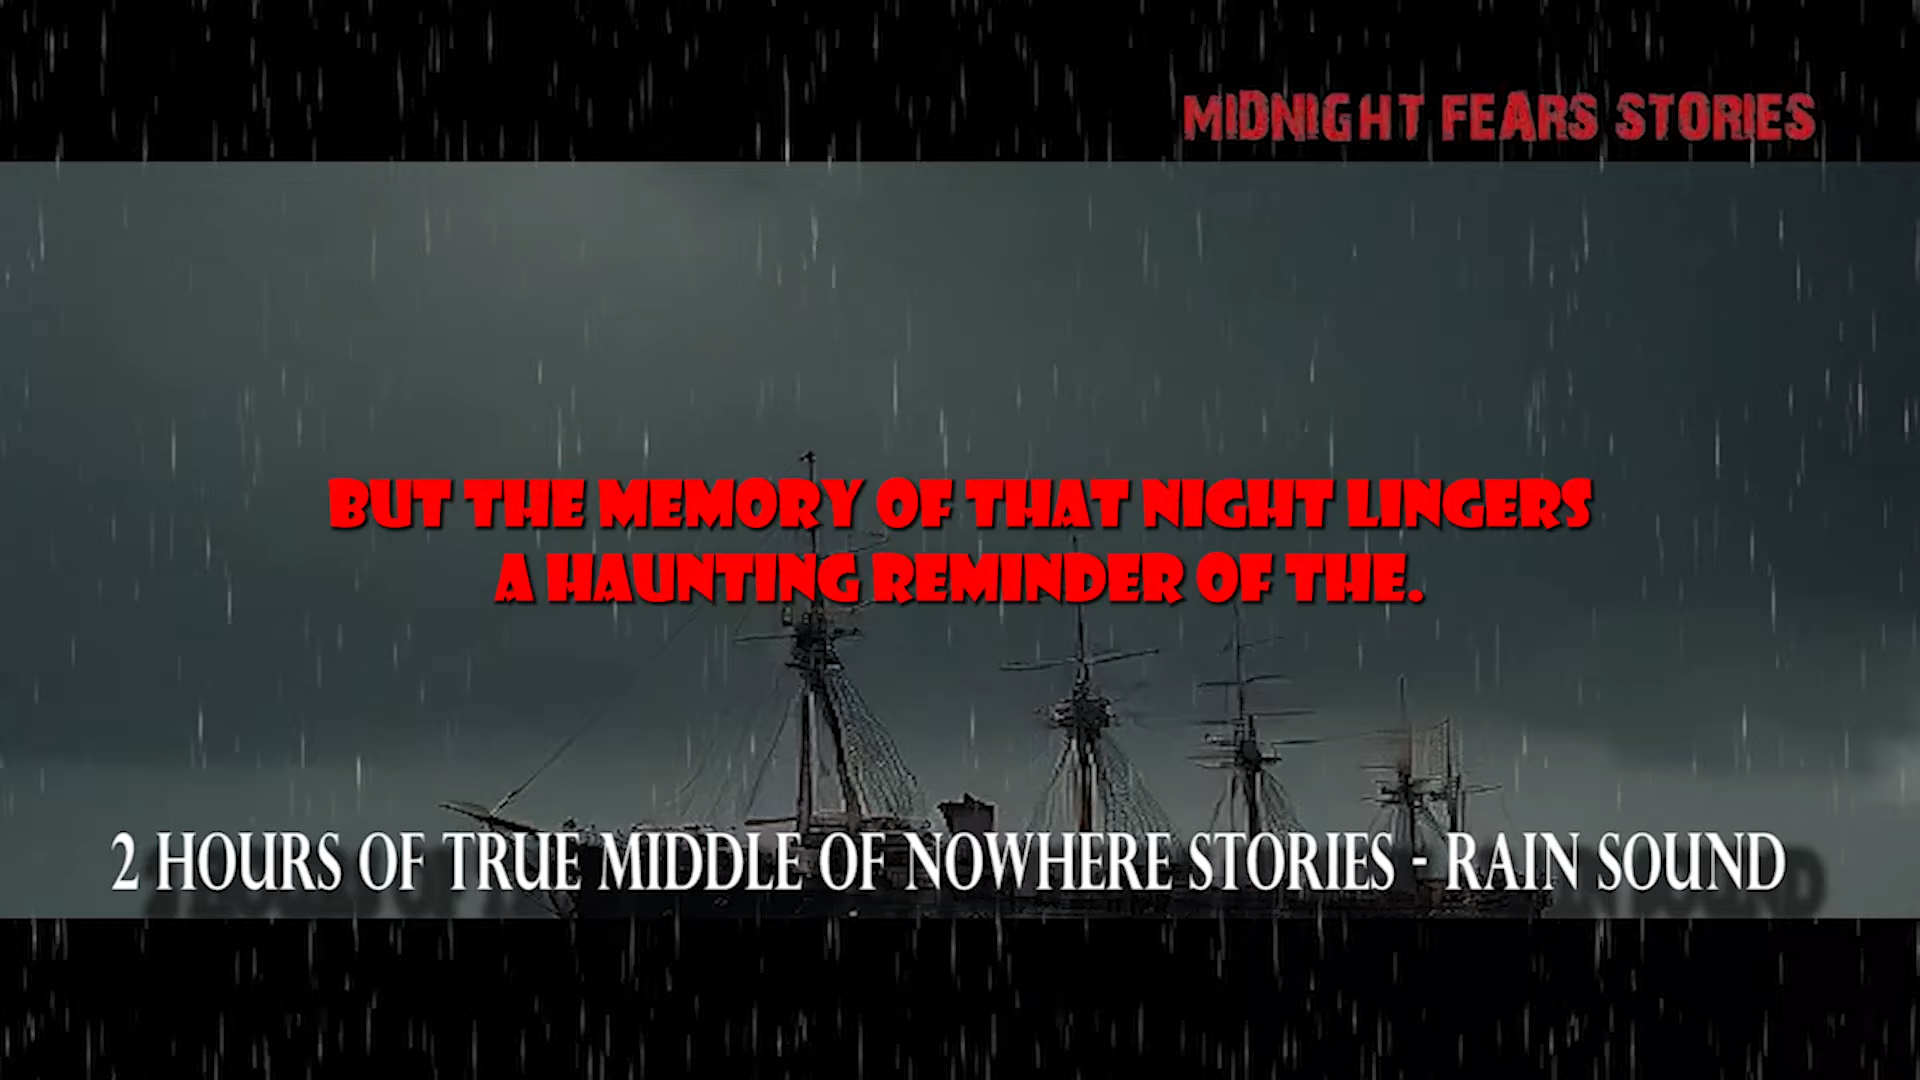 MIDNIGHT FEARS STORIES
BUT THE MEMORY OF THAT NIGHT LINGERS
A HAUNTING REMINDER OF THE.
2 HOURS OF TRUE MIDDLE OF NOWHERE STORIES - RAIN SOUND